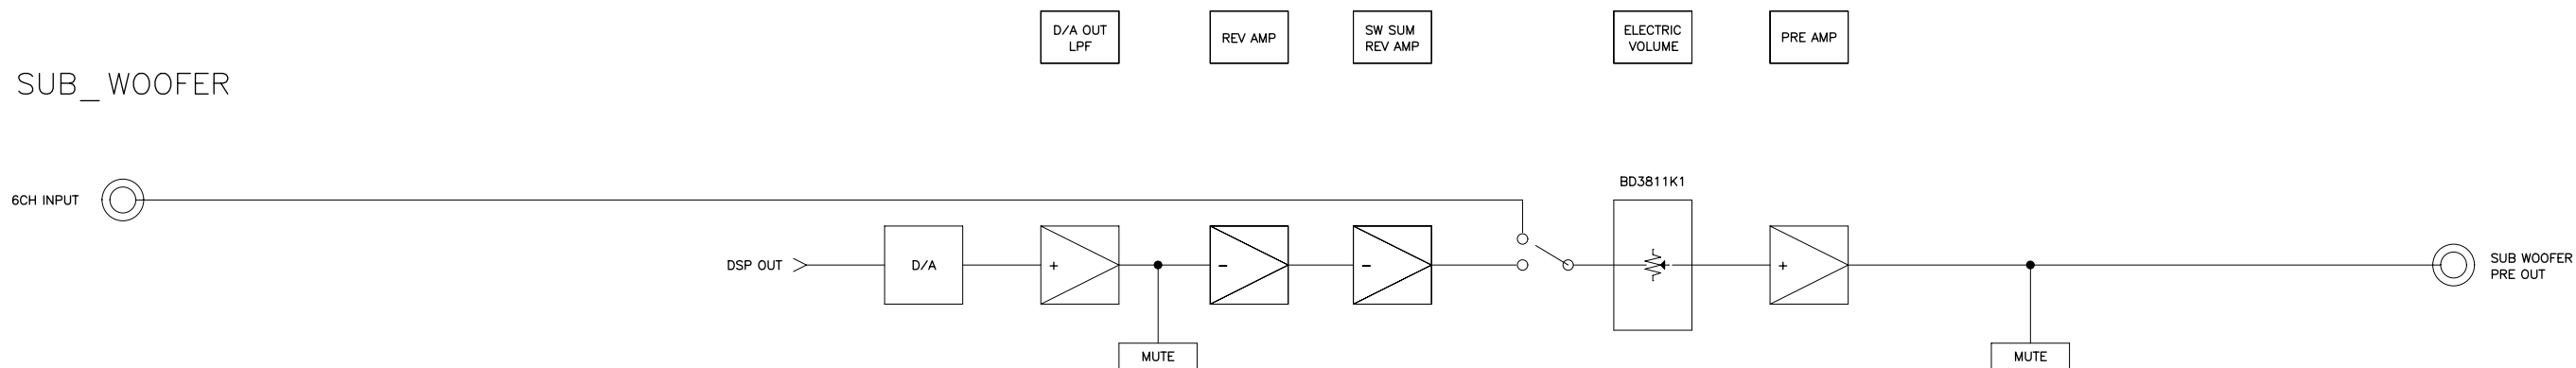 D/A OUT
LPF
REV AMP
SW SUM
REV AMP
ELECTRIC
VOLUME
PRE AMP
SUB_WOOFER
6CH INPUT
BD3811K1
DSP OUT
D/A
+
-
-
+
SUB WOOFER
PRE OUT
MUTE
MUTE